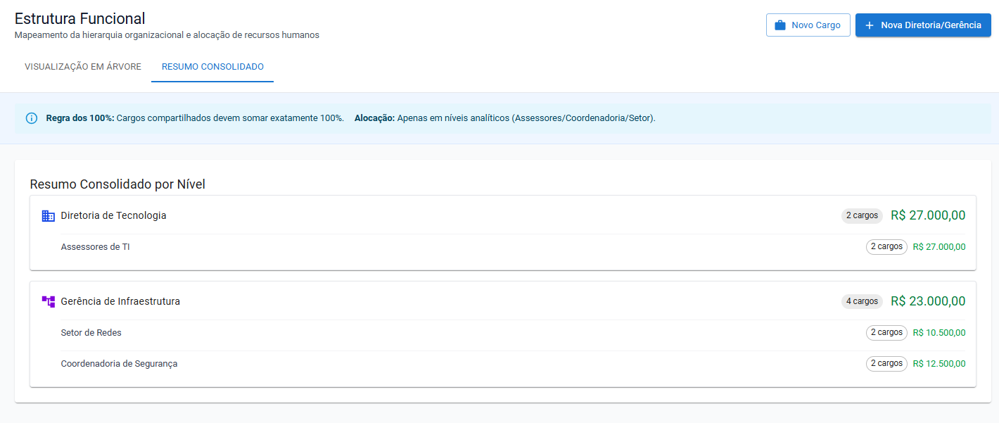 Estrutura Funcional
Mapeamento da hierarquia organizacional e alocação de recursos humanos
Novo Cargo
Nova Diretoria/Gerência
VISUALIZAÇÃO EM ÁRVORE
RESUMO CONSOLIDADO
Regra dos 100%: Cargos compartilhados devem somar exatamente 100%. Alocação: Apenas em níveis analíticos (Assessores/Coordenadoria/Setor).
Resumo Consolidado por Nível
Diretoria de Tecnologia 2 cargos R$ 27.000,00
Assessores de TI 2 cargos R$ 27.000,00
Gerência de Infraestrutura 4 cargos R$ 23.000,00
Setor de Redes 2 cargos R$ 10.500,00
Coordenadoria de Segurança 2 cargos R$ 12.500,00